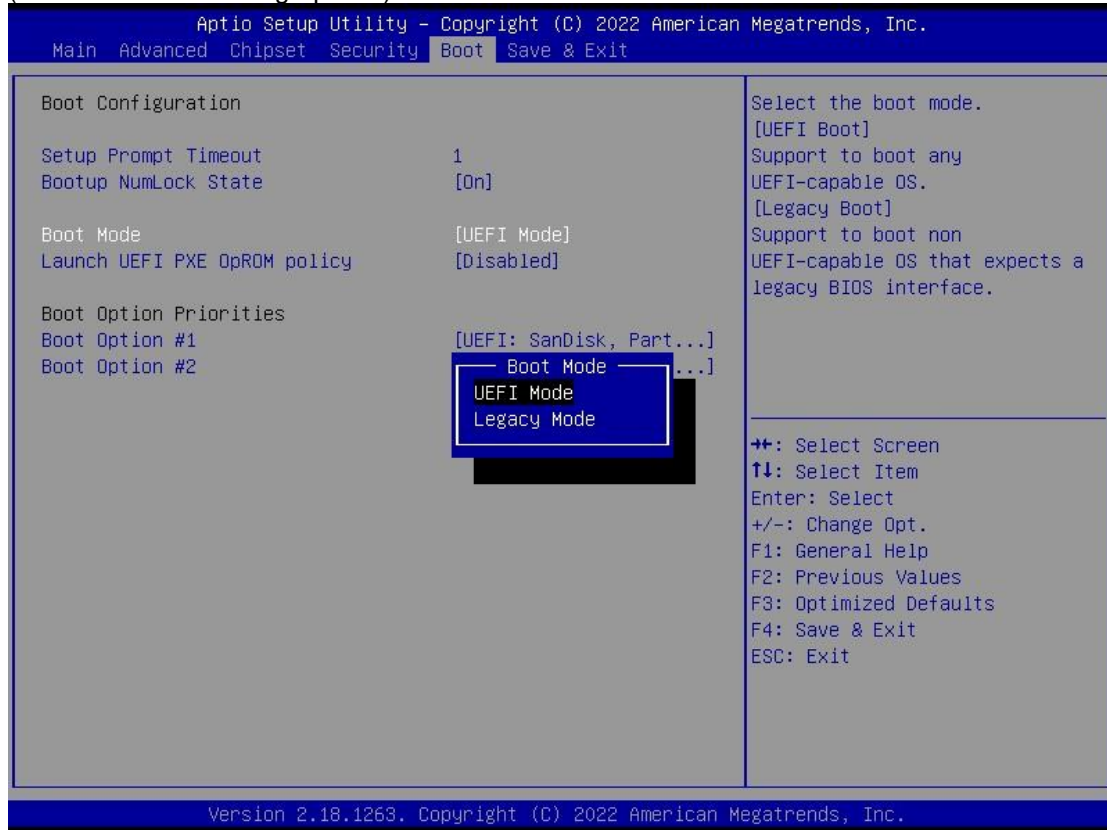 Aptio Setup Utility – Copyright (C) 2022 American Megatrends, Inc.
Main Advanced Chipset Security Boot Save & Exit
Boot Configuration
Setup Prompt Timeout 1
Bootup NumLock State [On]
Boot Mode [UEFI Mode]
Launch UEFI PXE OpROM policy [Disabled]
Boot Option Priorities
Boot Option #1 [UEFI: SanDisk, Part...]
Boot Option #2 ...]
Boot Mode
UEFI Mode
Legacy Mode
Select the boot mode.
[UEFI Boot]
Support to boot any
UEFI-capable OS.
[Legacy Boot]
Support to boot non
UEFI-capable OS that expects a
legacy BIOS interface.
→←: Select Screen
↑↓: Select Item
Enter: Select
+/-: Change Opt.
F1: General Help
F2: Previous Values
F3: Optimized Defaults
F4: Save & Exit
ESC: Exit
Version 2.18.1263. Copyright (C) 2022 American Megatrends, Inc.